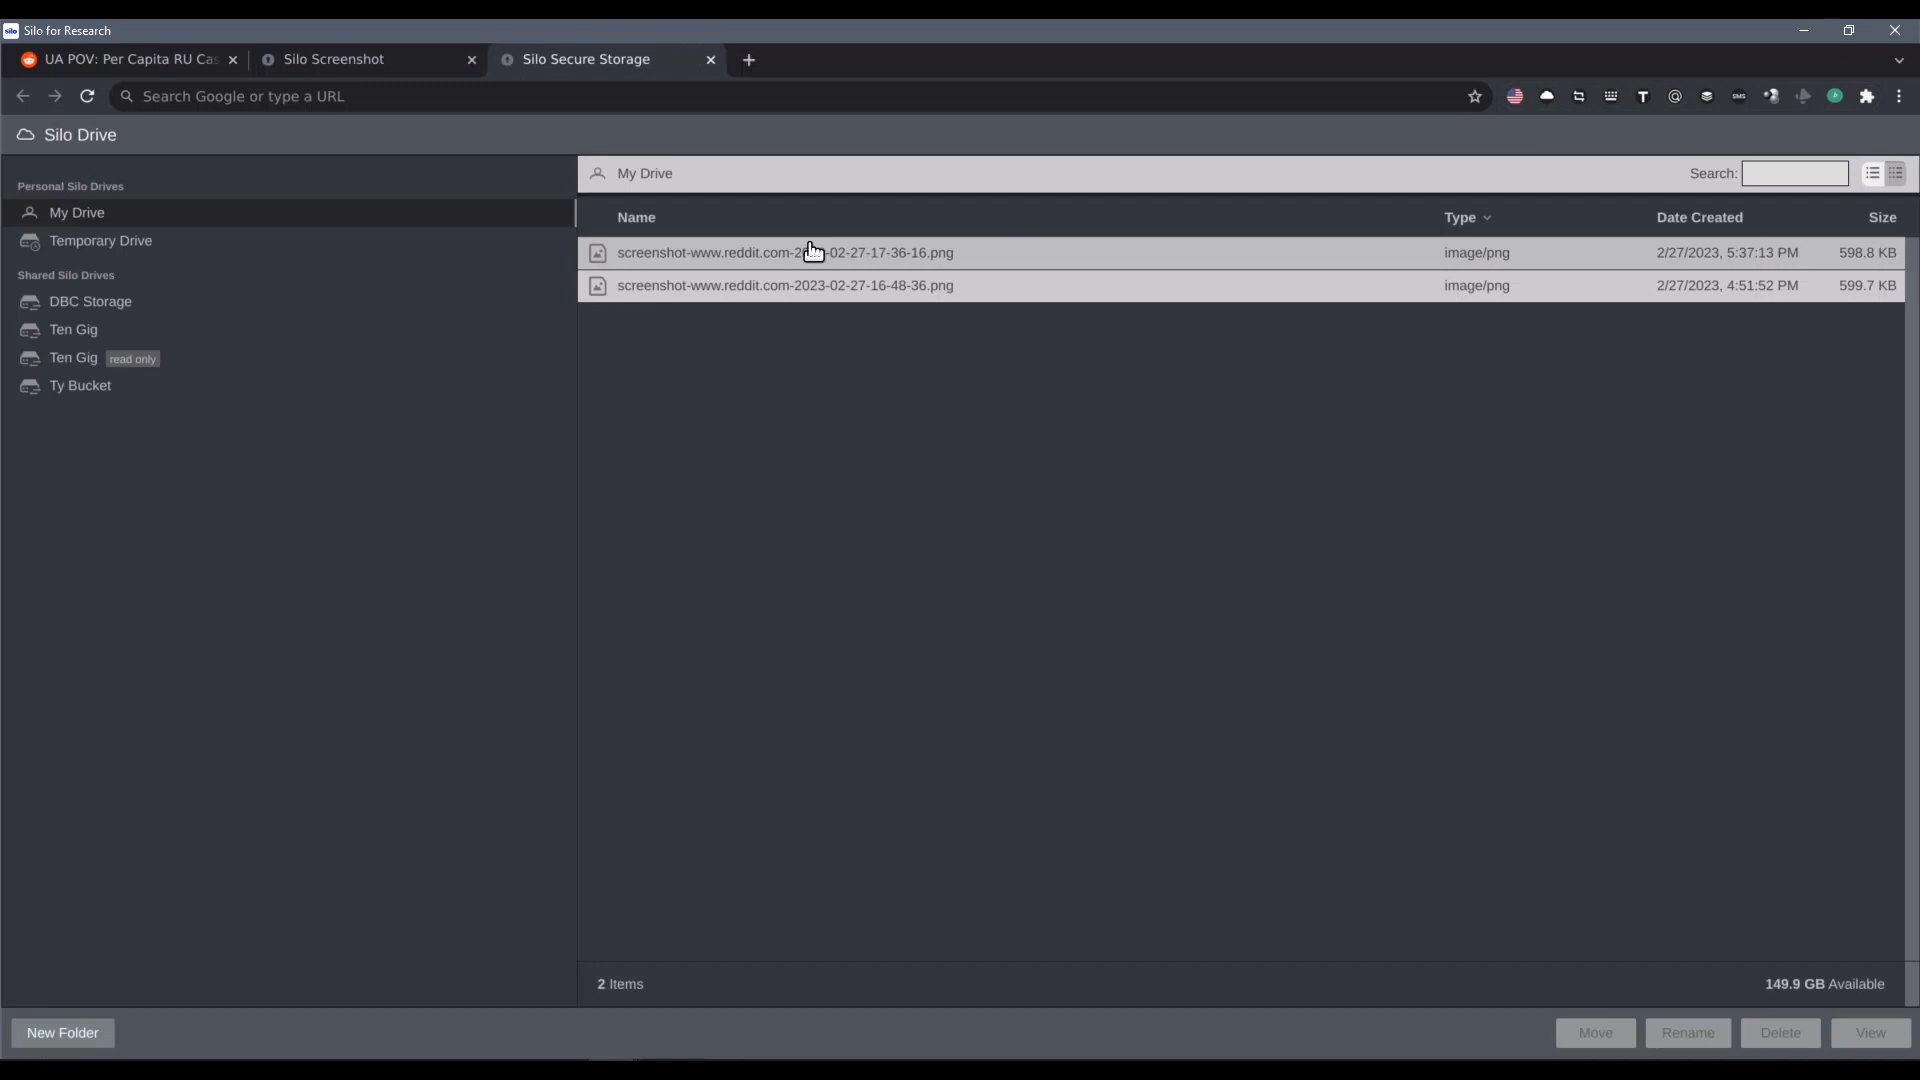 silo Silo for Research
UA POV: Per Capita RU Cas
Silo Screenshot
Silo Secure Storage
Search Google or type a URL
T
SMS
Silo Drive
Personal Silo Drives
My Drive
Temporary Drive
Shared Silo Drives
DBC Storage
Ten Gig
Ten Gig read only
Ty Bucket
My Drive
Search:
Name Type Date Created Size
screenshot-www.reddit.com-2 -02-27-17-36-16.png image/png 2/27/2023, 5:37:13 PM 598.8 KB
screenshot-www.reddit.com-2023-02-27-16-48-36.png image/png 2/27/2023, 4:51:52 PM 599.7 KB
2 Items
149.9 GB Available
New Folder
Move
Rename
Delete
View